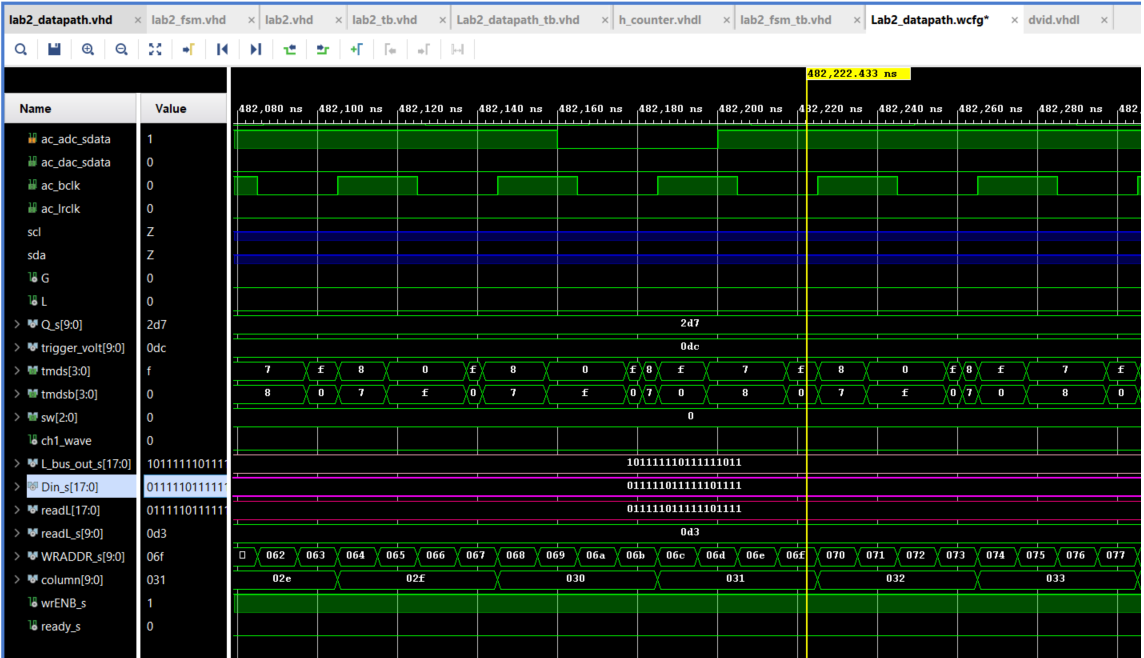 lab2_datapath.vhd × lab2_fsm.vhd × lab2.vhd × lab2_tb.vhd × Lab2_datapath_tb.vhd × h_counter.vhdl × lab2_fsm_tb.vhd × Lab2_datapath.wcfg* × dvid.vhdl ×
482,222.433 ns
Name Value 482,080 ns 482,100 ns 482,120 ns 482,140 ns 482,160 ns 482,180 ns 482,200 ns 482,220 ns 482,240 ns 482,260 ns 482,280 ns 482
ac_adc_sdata 1
ac_dac_sdata 0
ac_bclk 0
ac_lrclk 0
scl Z
sda Z
G 0
L 0
Q_s[9:0] 2d7 2d7
trigger_volt[9:0] 0dc 0dc
tmds[3:0] f 7 f 8 0 f 8 0 f 8 f 7 f 8 0 f 8 f 7 f
tmdsb[3:0] 0 8 0 7 f 0 7 f 0 7 0 8 0 7 f 0 7 0 8 0
sw[2:0] 0 0
ch1_wave 0
L_bus_out_s[17:0] 101111110111 101111110111111011
Din_s[17:0] 011111011111 011111011111101111
readL[17:0] 011111011111 011111011111101111
readL_s[9:0] 0d3 0d3
WRADDR_s[9:0] 06f 062 063 064 065 066 067 068 069 06a 06b 06c 06d 06e 06f 070 071 072 073 074 075 076 077
column[9:0] 031 02e 02f 030 031 032 033
wrENB_s 1
ready_s 0